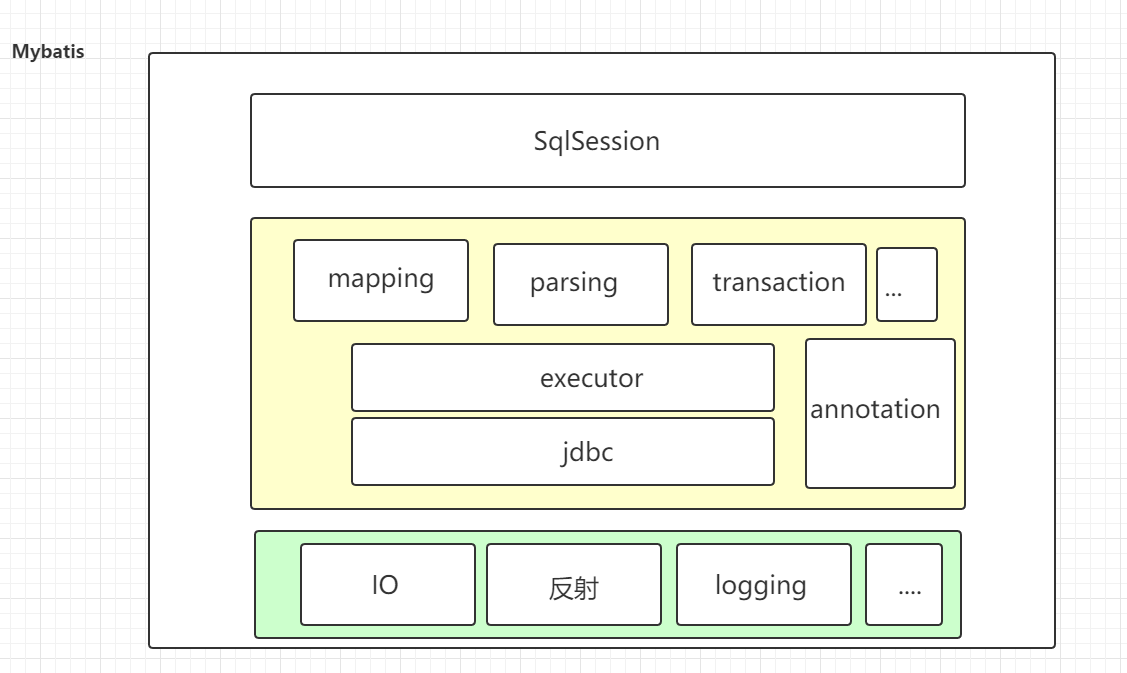 Mybatis
SqlSession
mapping
parsing
transaction
...
executor
annotation
jdbc
IO
反射
logging
....